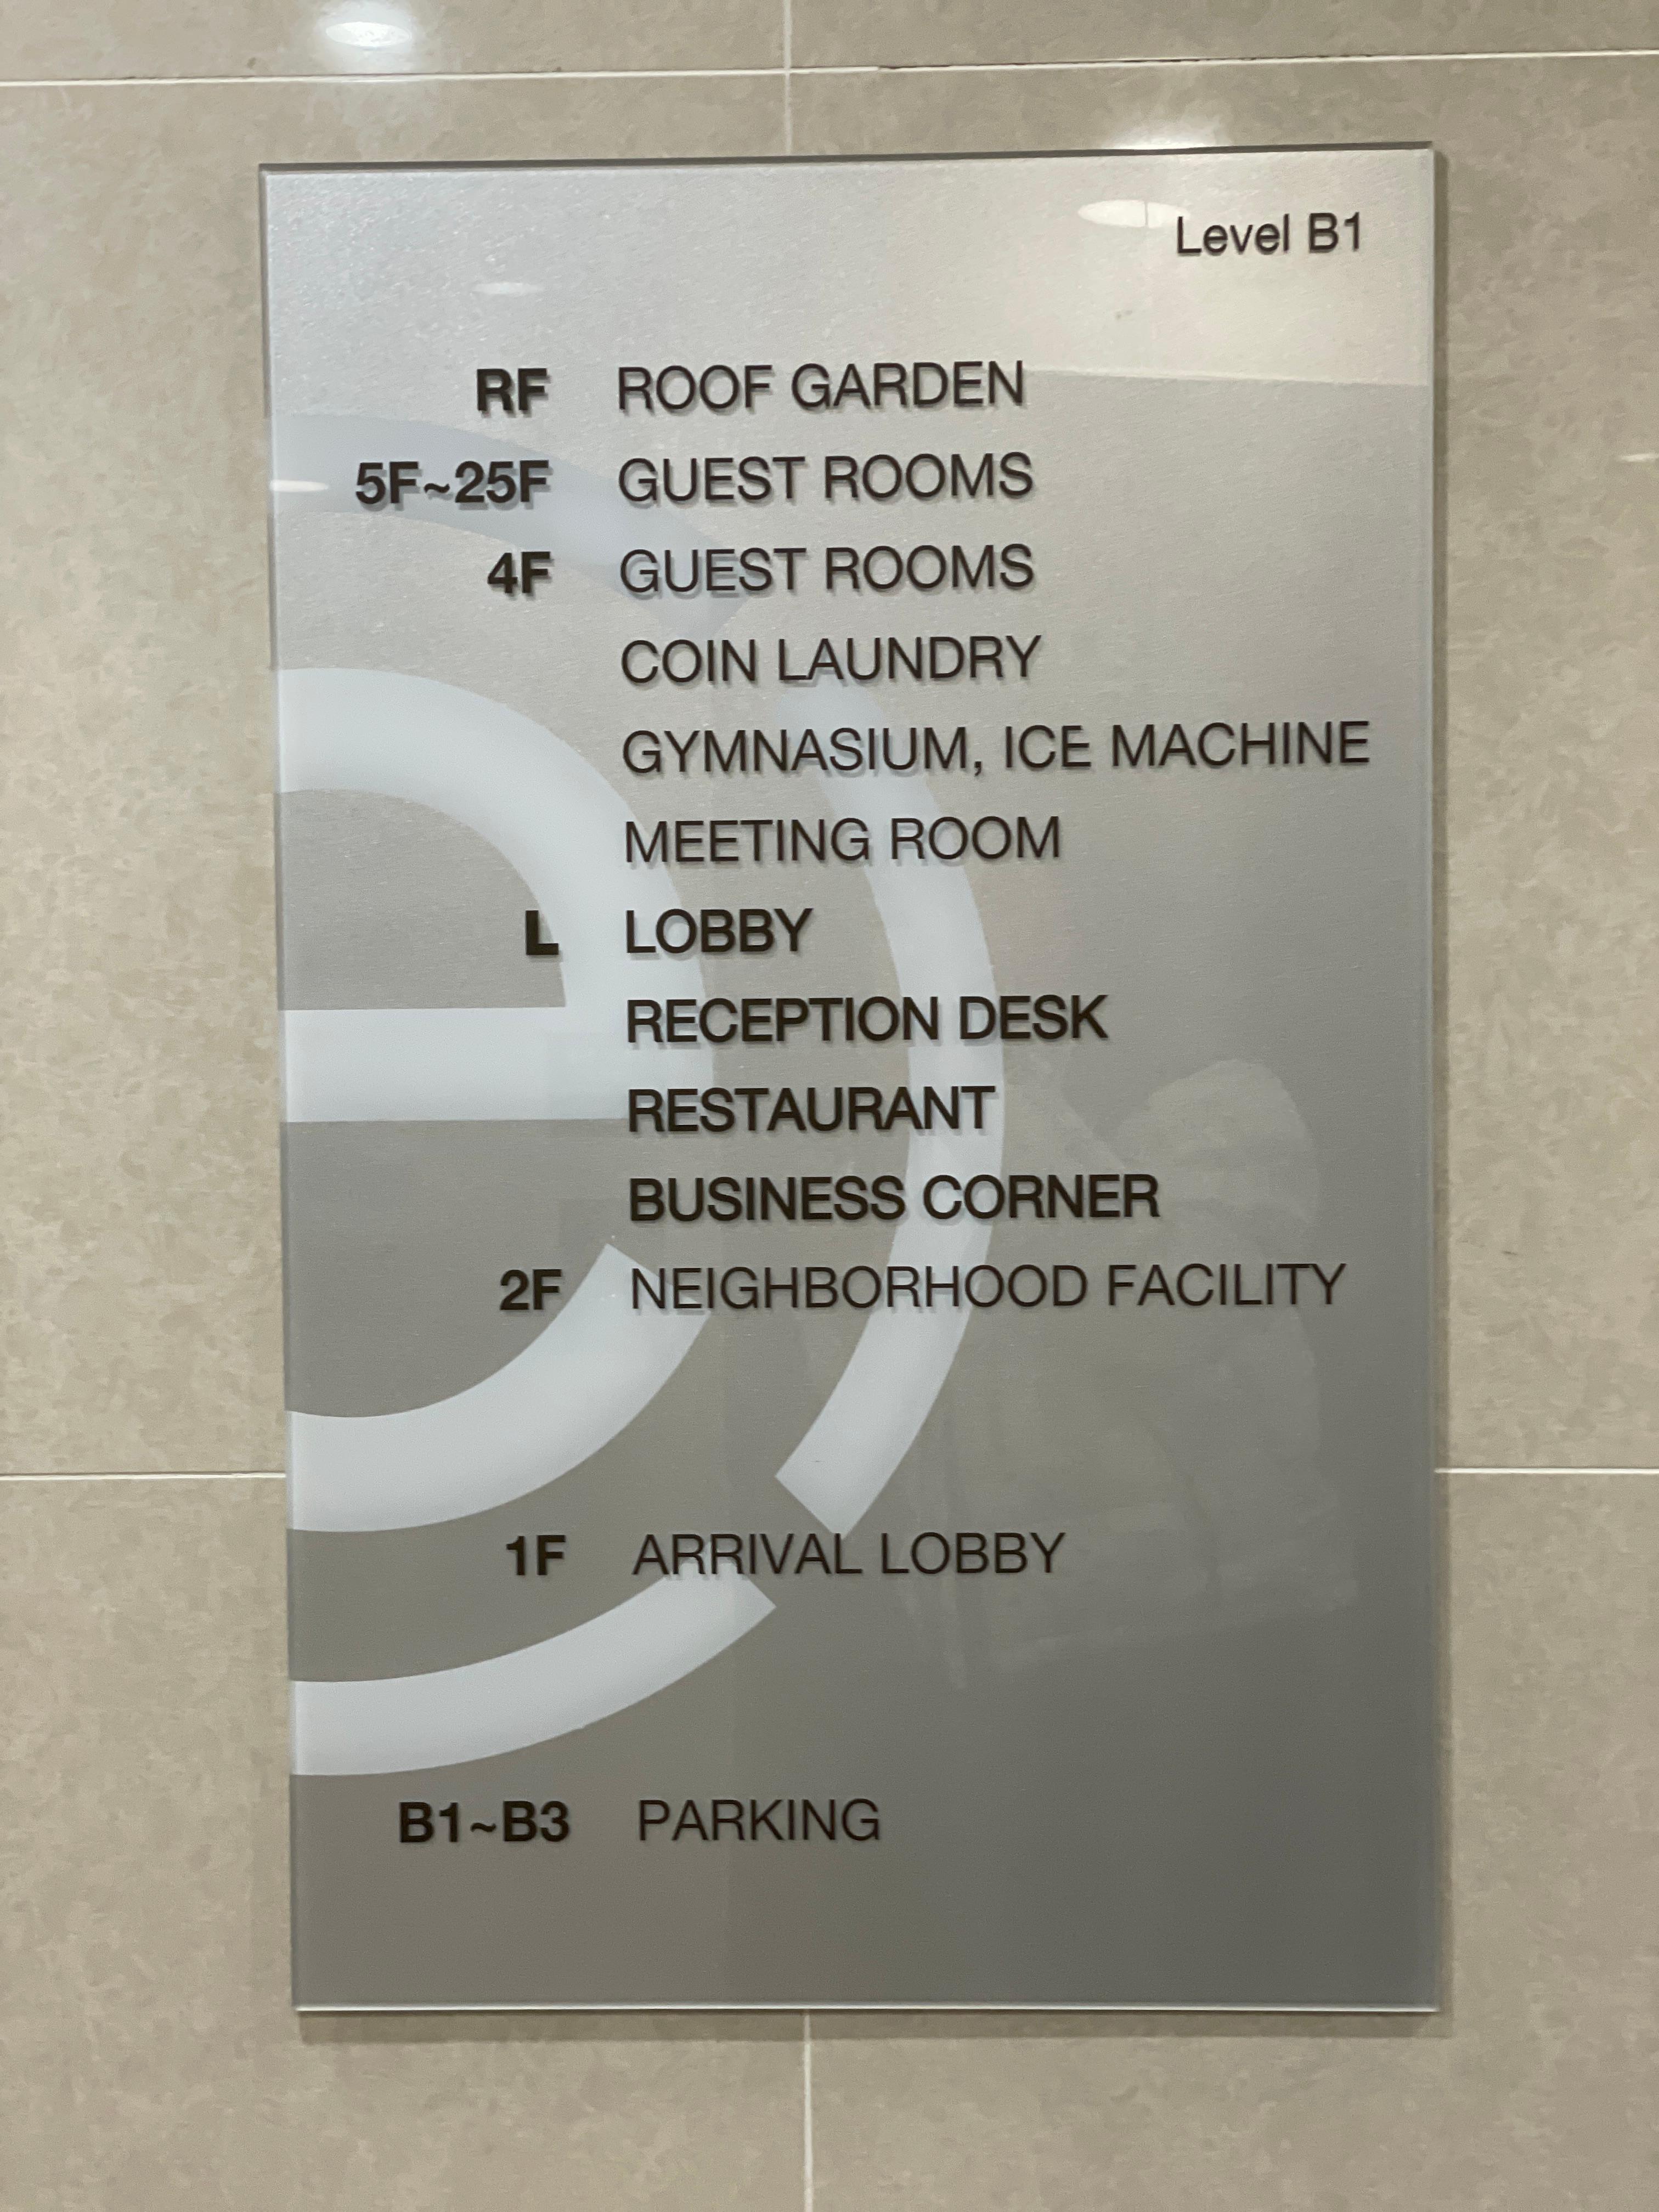 Level B1
RF ROOF GARDEN
5F~25F GUEST ROOMS
4F GUEST ROOMS
COIN LAUNDRY
GYMNASIUM, ICE MACHINE
MEETING ROOM
L LOBBY
RECEPTION DESK
RESTAURANT
BUSINESS CORNER
2F NEIGHBORHOOD FACILITY
1F ARRIVAL LOBBY
B1~B3 PARKING